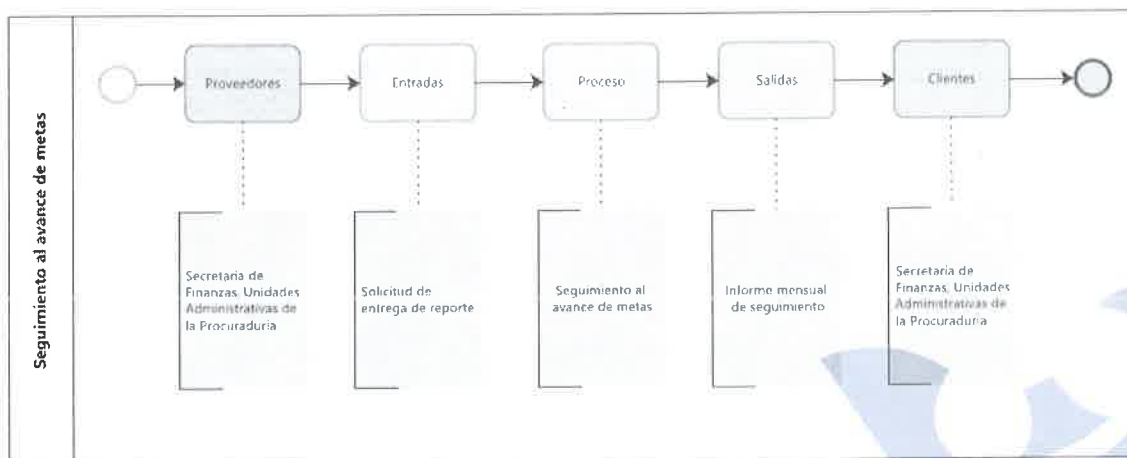 Seguimiento al avance de metas
Proveedores
Entradas
Proceso
Salidas
Clientes
Secretaria de
Finanzas, Unidades
Administrativas de
la Procuraduria
Solicitud de
entrega de reporte
Seguimiento al
avance de metas
Informe mensual
de seguimiento
Secretaria de
Finanzas, Unidades
Administrativas de
la Procuraduria